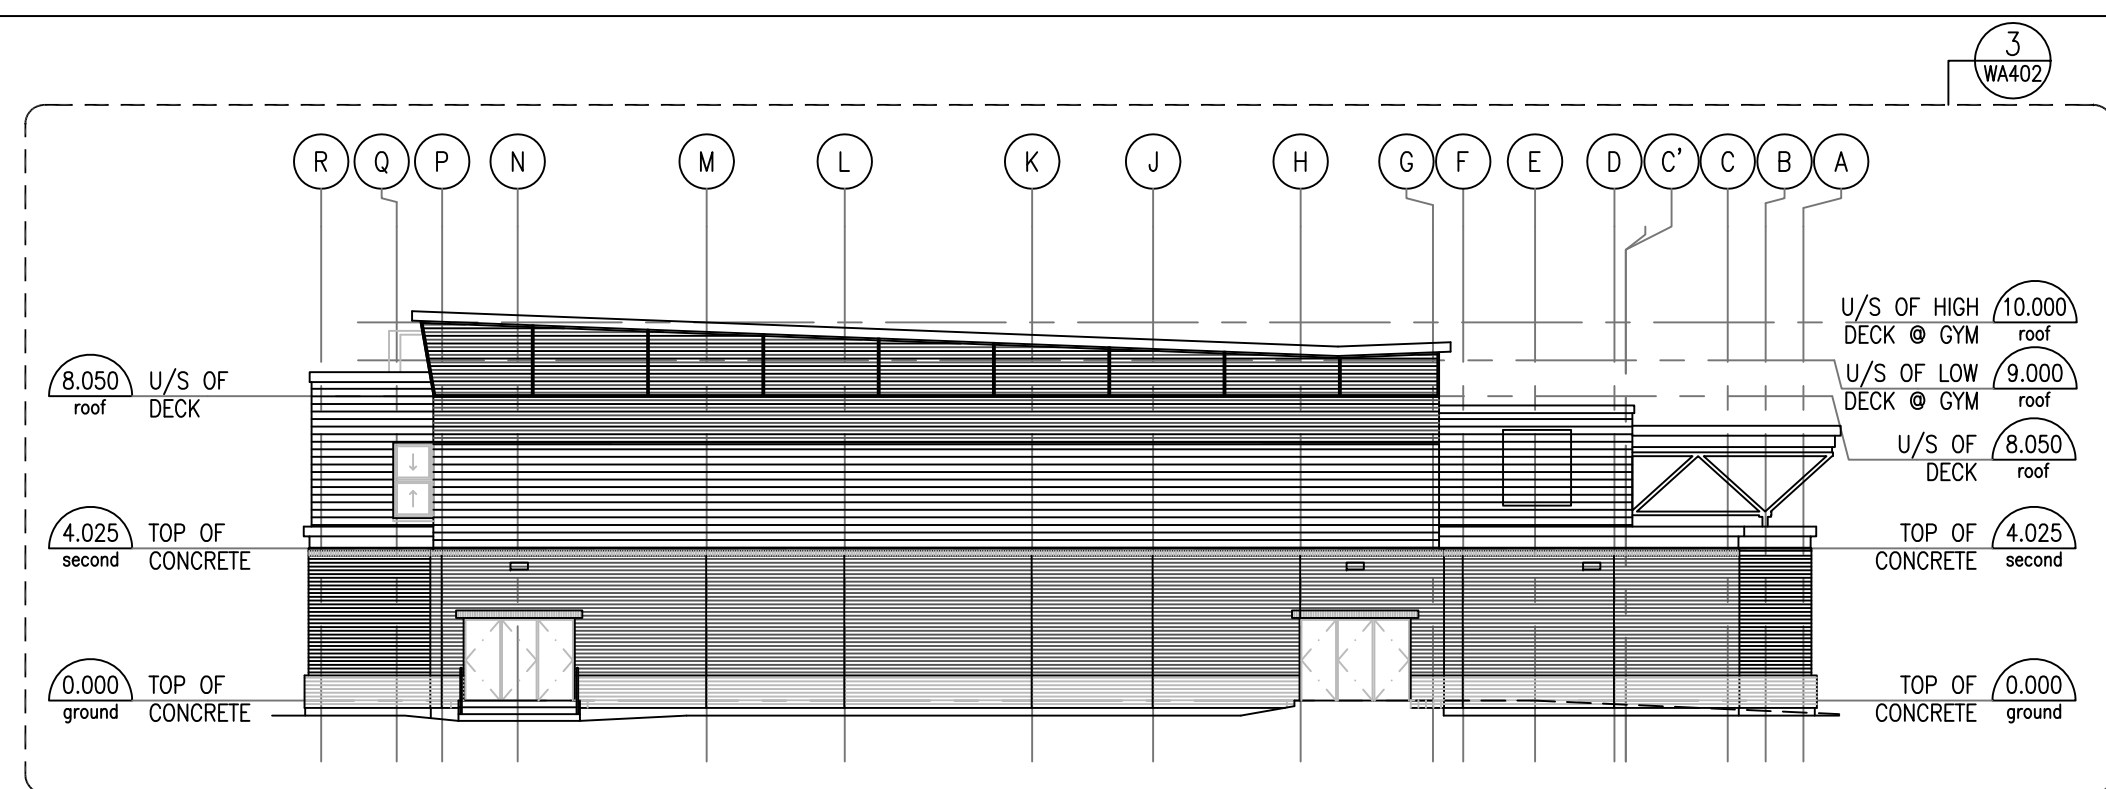 3
WA402
R Q P N M L K J H G F E D C' C B A
U/S OF HIGH 10.000
DECK @ GYM roof
8.050 U/S OF
roof DECK
U/S OF LOW 9.000
DECK @ GYM roof
U/S OF 8.050
DECK roof
4.025 TOP OF
second CONCRETE
TOP OF 4.025
CONCRETE second
0.000 TOP OF
ground CONCRETE
TOP OF 0.000
CONCRETE ground